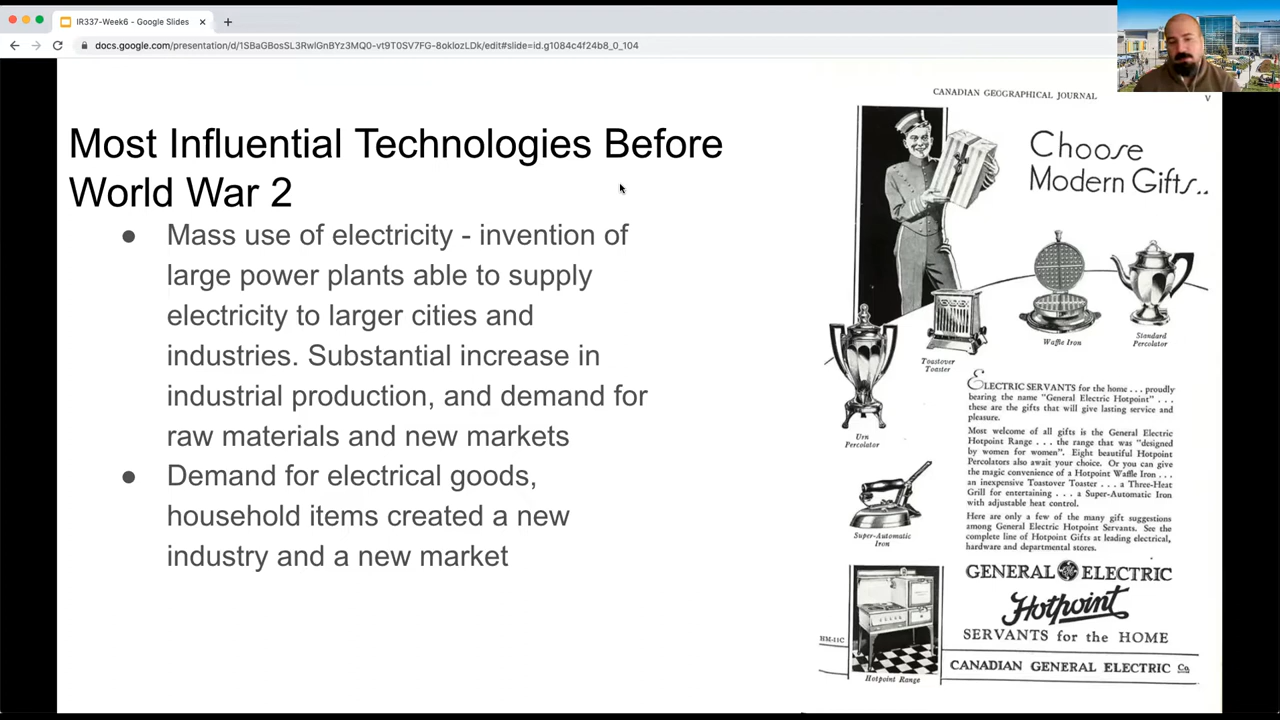 IR337-Week6 - Google Slides
docs.google.com/presentation/d/1SBaGBosSL3RwlGnBYz3MQ0-vt9T0SV7FG-8oklozLDk/edit#slide=id.g1084c4f24b8_0_104
Most Influential Technologies Before
World War 2
● Mass use of electricity - invention of
large power plants able to supply
electricity to larger cities and
industries. Substantial increase in
industrial production, and demand for
raw materials and new markets
● Demand for electrical goods,
household items created a new
industry and a new market
CANADIAN GEOGRAPHICAL JOURNAL
V
Choose
Modern Gifts..
Waffle Iron
Standard
Percolator
Toastover
Toaster
Urn
Percolator
Super-Automatic
Iron
ELECTRIC SERVANTS for the home . . . proudly
bearing the name "General Electric Hotpoint" . . .
these are the gifts that will give lasting service and
pleasure.
Most welcome of all gifts is the General Electric
Hotpoint Range . . . the range that was "designed
by women for women". Eight beautiful Hotpoint
Percolators also await your choice. Or you can give
the magic convenience of a Hotpoint Waffle Iron . . .
an inexpensive Toastover Toaster . . . a Three-Heat
Grill for entertaining . . . a Super-Automatic Iron
with adjustable heat control.
Here are only a few of the many gift suggestions
among General Electric Hotpoint Servants. See the
complete line of Hotpoint Gifts at leading electrical,
hardware and departmental stores.
GENERAL GE ELECTRIC
Hotpoint
SERVANTS for the HOME
HM-11C
Hotpoint Range
CANADIAN GENERAL ELECTRIC Co.